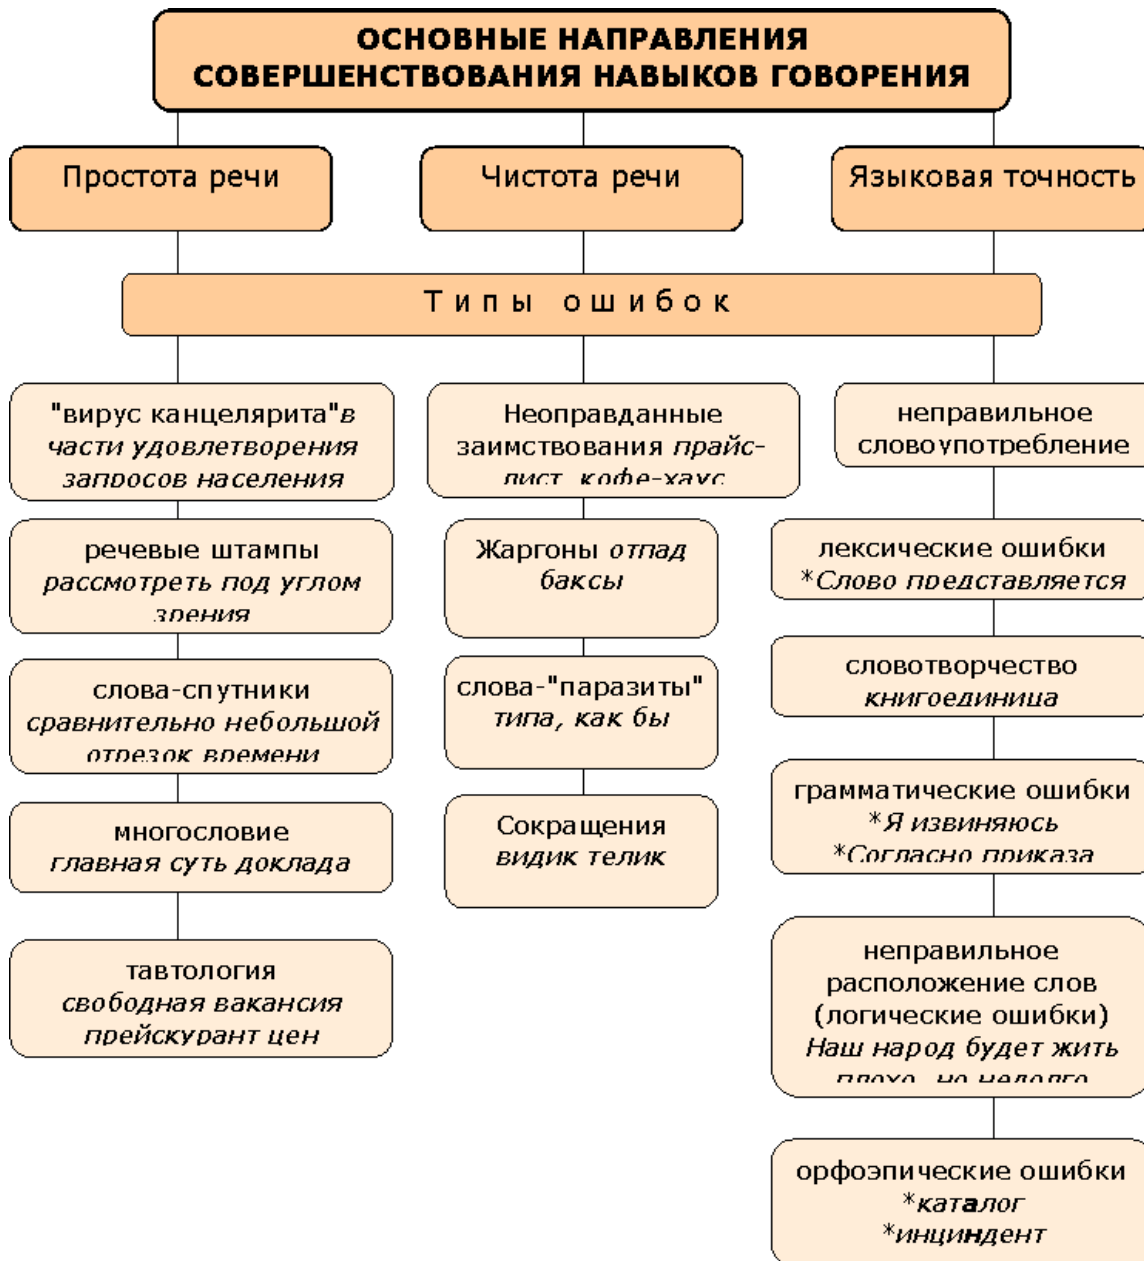 ОСНОВНЫЕ НАПРАВЛЕНИЯ
СОВЕРШЕНСТВОВАНИЯ НАВЫКОВ ГОВОРЕНИЯ
Простота речи
Чистота речи
Языковая точность
Типы ошибок
"вирус канцелярита"в
части удовлетворения
запросов населения
речевые штампы
рассмотреть под углом
зрения
слова-спутники
сравнительно небольшой
отрезок времени
многословие
главная суть доклада
тавтология
свободная вакансия
прейскурант цен
Неоправданные
заимствования прайс-
лист, кофе-хаус
Жаргоны отпад
баксы
слова-"паразиты"
типа, как бы
Сокращения
видик телик
неправильное
словоупотребление
лексические ошибки
*Слово представляется
словотворчество
книгоединица
грамматические ошибки
*Я извиняюсь
*Согласно приказа
неправильное
расположение слов
(логические ошибки)
Наш народ будет жить
плохо, но недолго
орфоэпические ошибки
*каталог
*инциндент